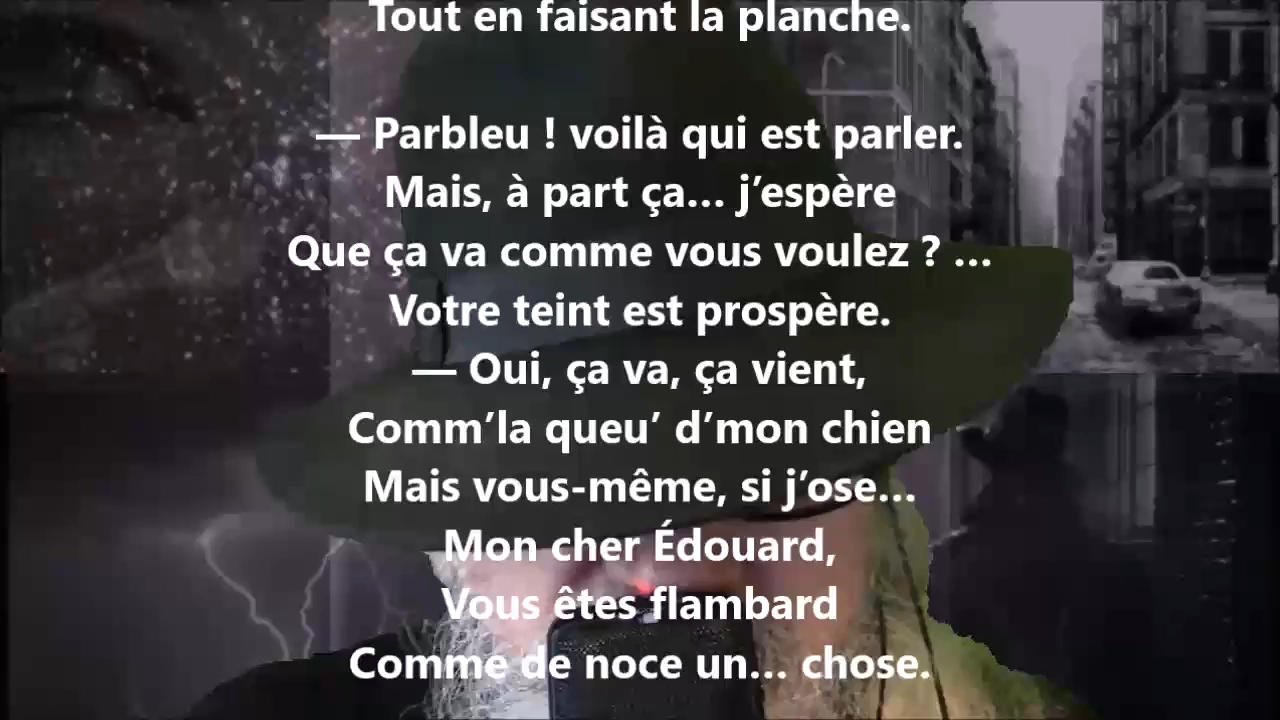 Tout en faisant la planche.
— Parbleu ! voilà qui est parler.
Mais, à part ça… j’espère
Que ça va comme vous voulez ? …
Votre teint est prospère.
— Oui, ça va, ça vient,
Comm’la queu’ d’mon chien
Mais vous-même, si j’ose…
Mon cher Édouard,
Vous êtes flambard
Comme de noce un… chose.